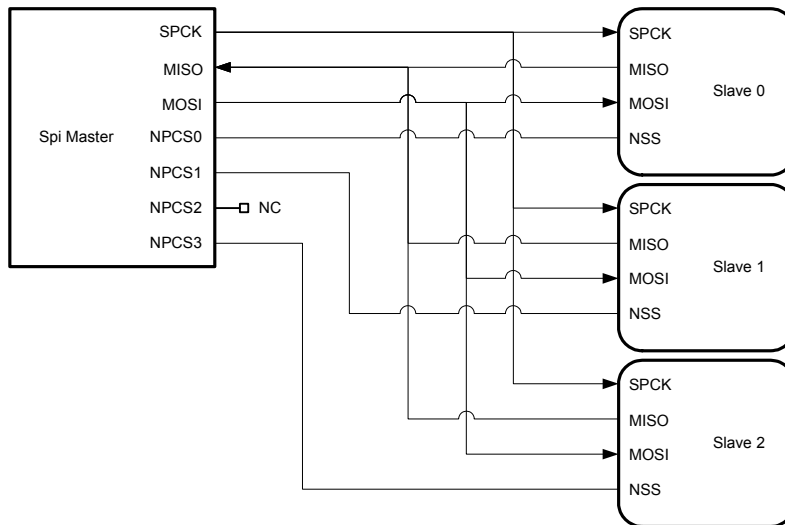 SPCK
MISO
MOSI
Spi Master
NPCS0
NPCS1
NPCS2
NC
NPCS3
SPCK
MISO
MOSI
Slave 0
NSS
SPCK
MISO
Slave 1
MOSI
NSS
SPCK
MISO
Slave 2
MOSI
NSS